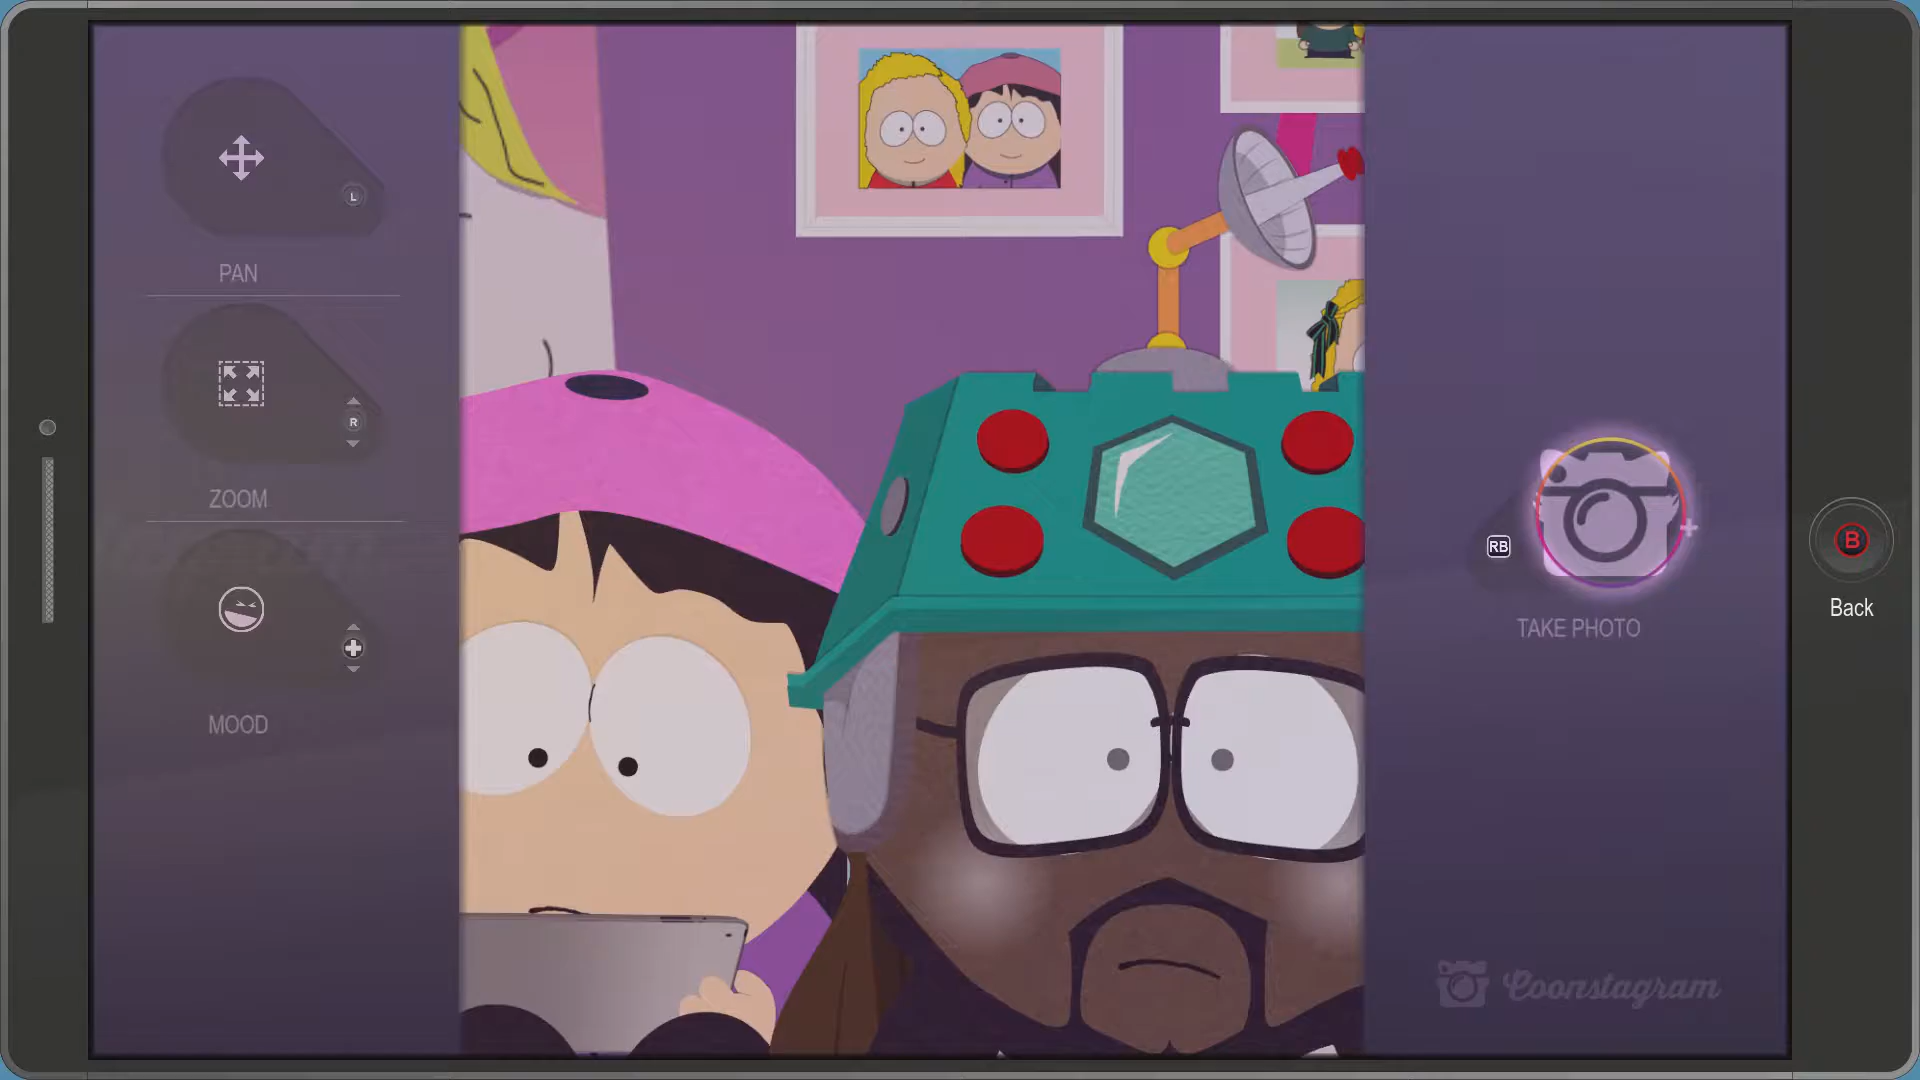 PAN
L
ZOOM
R
MOOD
RB
TAKE PHOTO
B
Back
Coonstagram